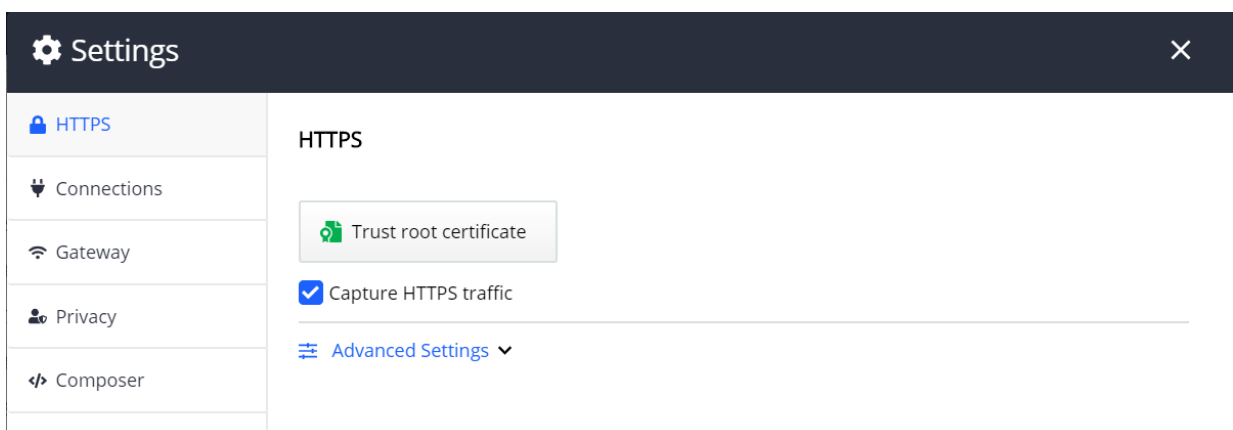 Settings
HTTPS
Connections
Gateway
Privacy
Composer
HTTPS
Trust root certificate
Capture HTTPS traffic
Advanced Settings